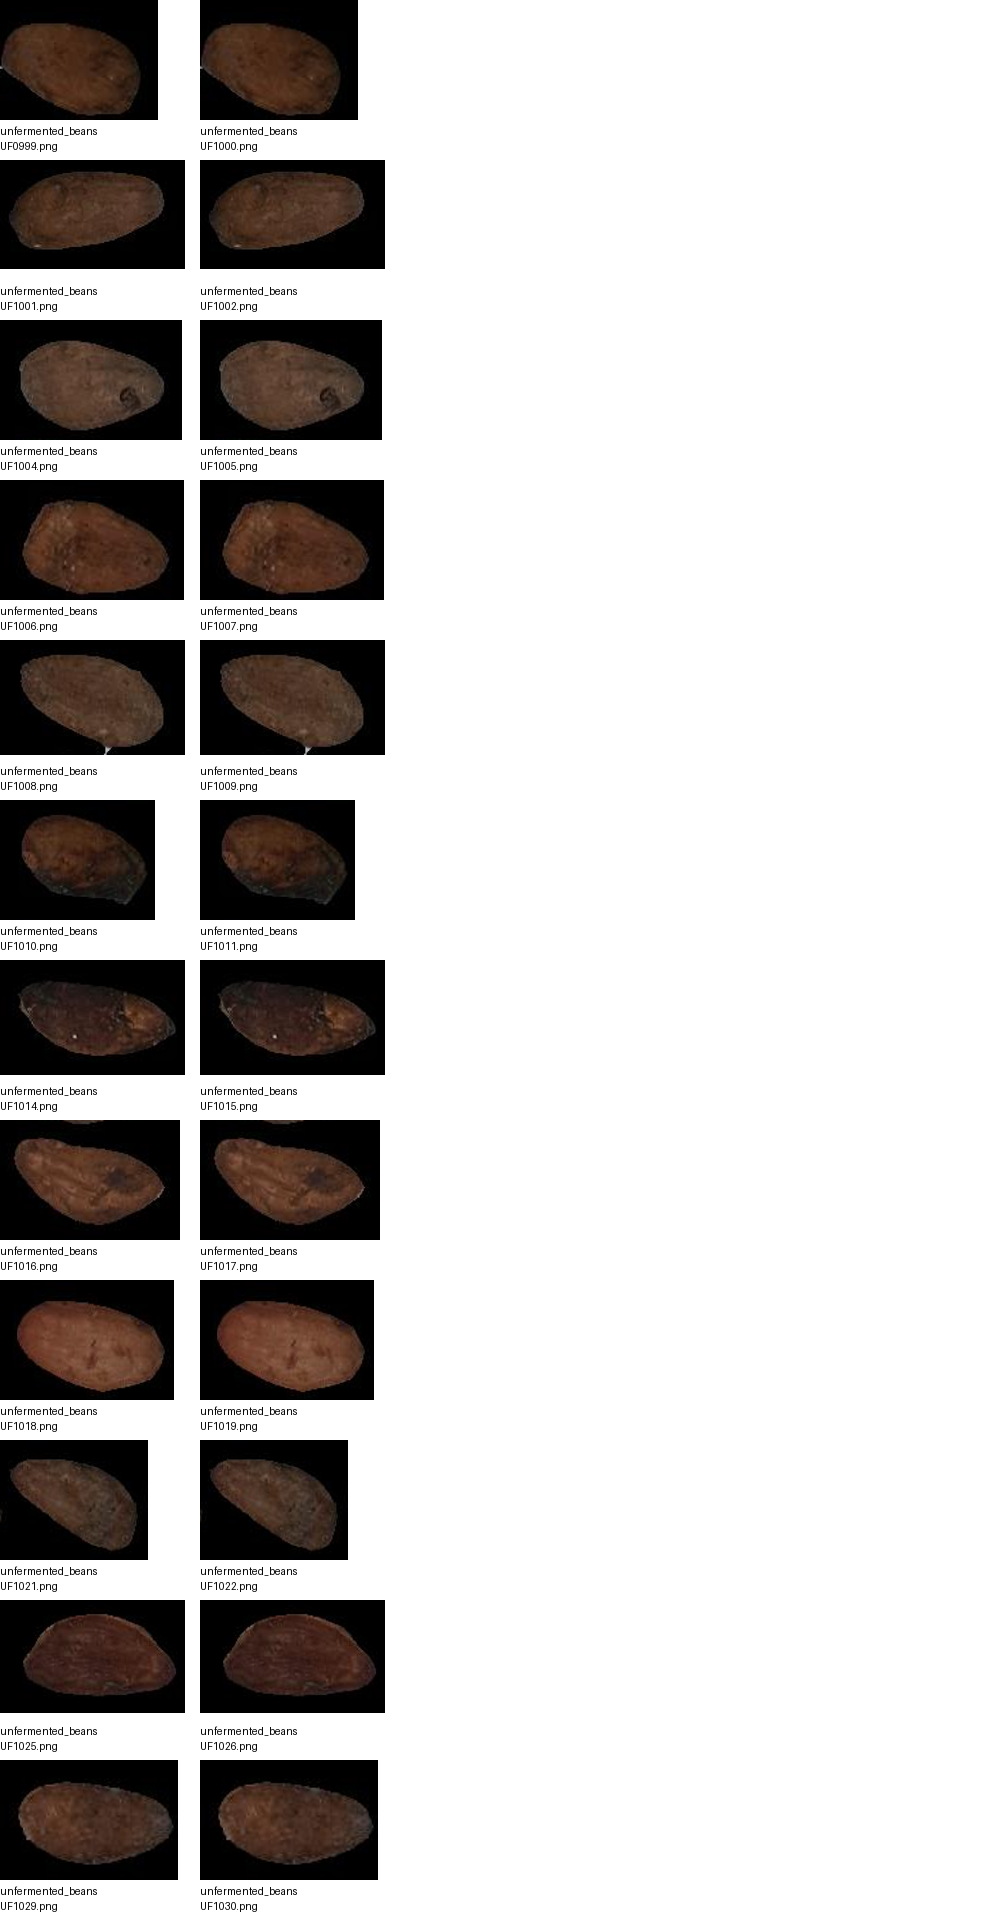 unfermented_beans unfermented_beans
UF0999.png UF1000.png
unfermented_beans unfermented_beans
UF1001.png UF1002.png
unfermented_beans unfermented_beans
UF1004.png UF1005.png
unfermented_beans unfermented_beans
UF1006.png UF1007.png
unfermented_beans unfermented_beans
UF1008.png UF1009.png
unfermented_beans unfermented_beans
UF1010.png UF1011.png
unfermented_beans unfermented_beans
UF1014.png UF1015.png
unfermented_beans unfermented_beans
UF1016.png UF1017.png
unfermented_beans unfermented_beans
UF1018.png UF1019.png
unfermented_beans unfermented_beans
UF1021.png UF1022.png
unfermented_beans unfermented_beans
UF1025.png UF1026.png
unfermented_beans unfermented_beans
UF1029.png UF1030.png